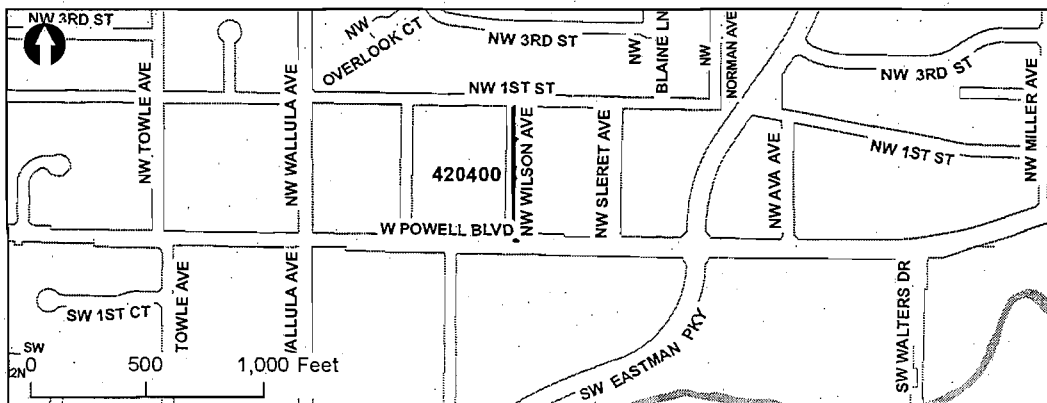 NW 3RD ST
NW
OVERLOOK CT
NW 3RD ST
NW
BLAINE LN
NW
NORMAN AVE
NW 3RD ST
NW TOWLE AVE
NW WALLULA AVE
NW 1ST ST
NW MILLER AVE
NW 1ST ST
420400
NW WILSON AVE
NW SLERET AVE
NW AVA AVE
W POWELL BLVD
TOWLE AVE
ALLULA AVE
SW WALTERS DR
SW 1ST CT
SW EASTMAN PKY
SW
2N
0 500 1,000 Feet